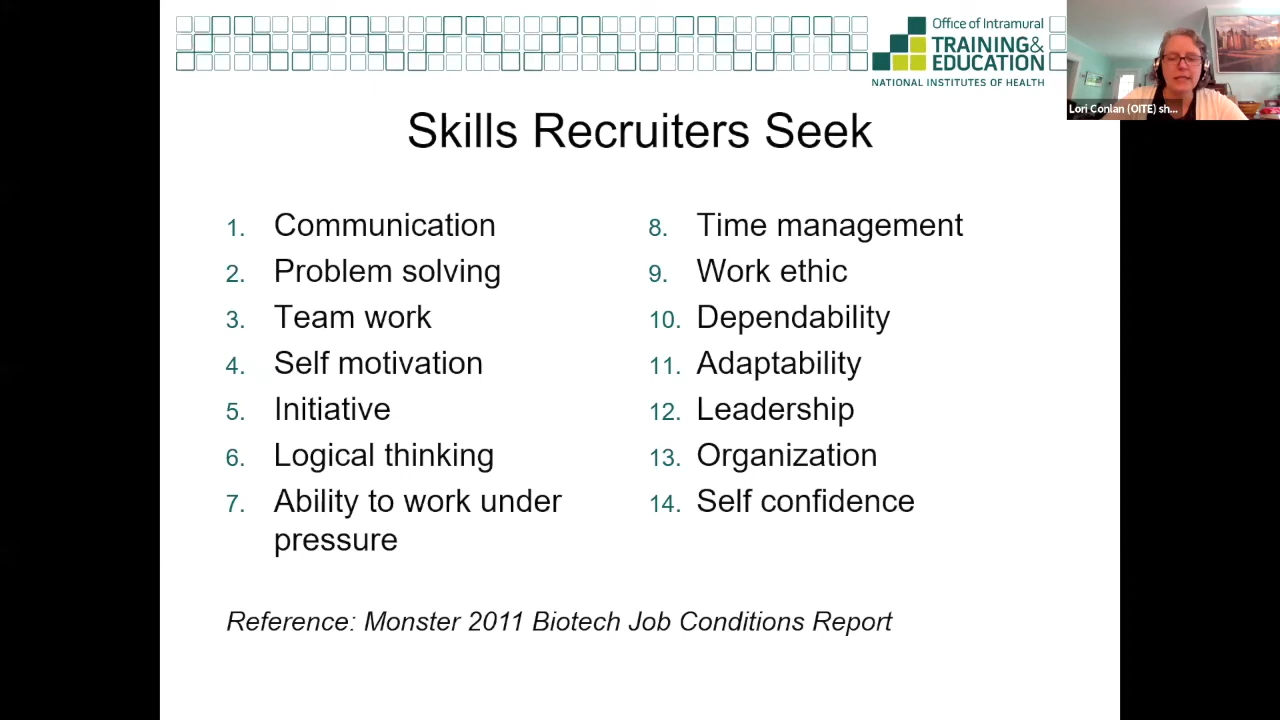 Office of Intramural
TRAINING&
EDUCATION
NATIONAL INSTITUTES OF HEALTH
Lori Conlan (OITE) sh...
Skills Recruiters Seek
1. Communication
2. Problem solving
3. Team work
4. Self motivation
5. Initiative
6. Logical thinking
7. Ability to work under
pressure
8. Time management
9. Work ethic
10. Dependability
11. Adaptability
12. Leadership
13. Organization
14. Self confidence
Reference: Monster 2011 Biotech Job Conditions Report